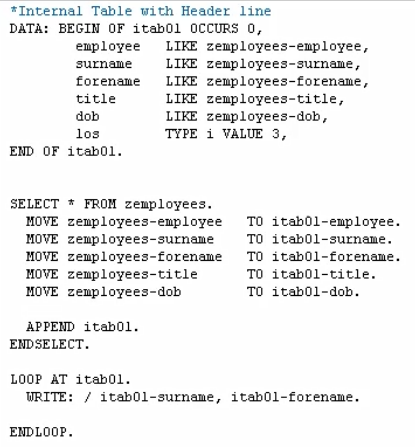 *Internal Table with Header line
DATA: BEGIN OF itab01 OCCURS 0,
employee LIKE zemployees-employee,
surname LIKE zemployees-surname,
forename LIKE zemployees-forename,
title LIKE zemployees-title,
dob LIKE zemployees-dob,
los TYPE i VALUE 3,
END OF itab01.
SELECT * FROM zemployees.
MOVE zemployees-employee TO itab01-employee.
MOVE zemployees-surname TO itab01-surname.
MOVE zemployees-forename TO itab01-forename.
MOVE zemployees-title TO itab01-title.
MOVE zemployees-dob TO itab01-dob.
APPEND itab01.
ENDSELECT.
LOOP AT itab01.
WRITE: / itab01-surname, itab01-forename.
ENDLOOP.